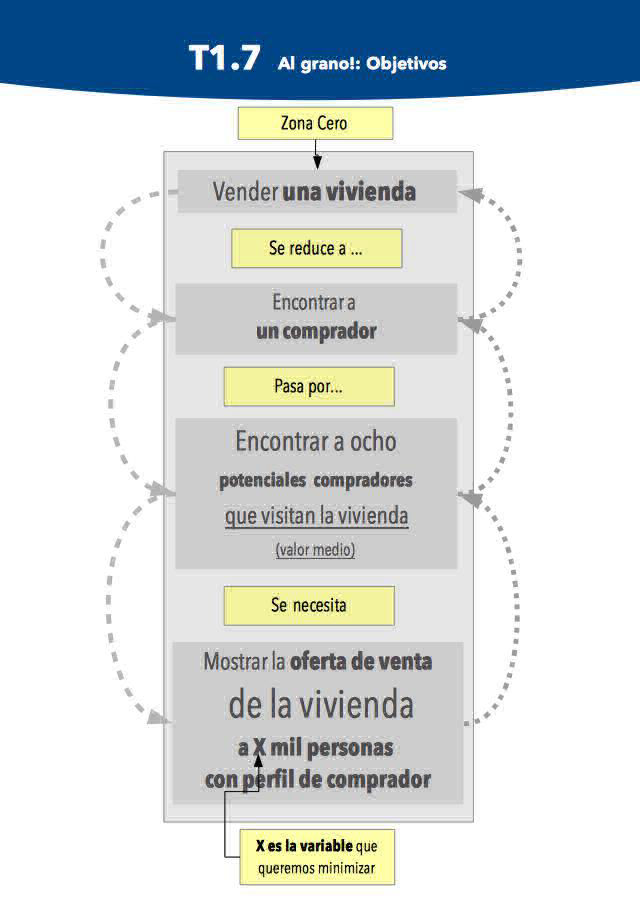 T1.7 Al grano!: Objetivos
Zona Cero
Vender una vivienda
Se reduce a ...
Encontrar a
un comprador
Pasa por...
Encontrar a ocho
potenciales compradores
que visitan la vivienda
(valor medio)
Se necesita
Mostrar la oferta de venta
de la vivienda
a X mil personas
con perfil de comprador
X es la variable que
queremos minimizar